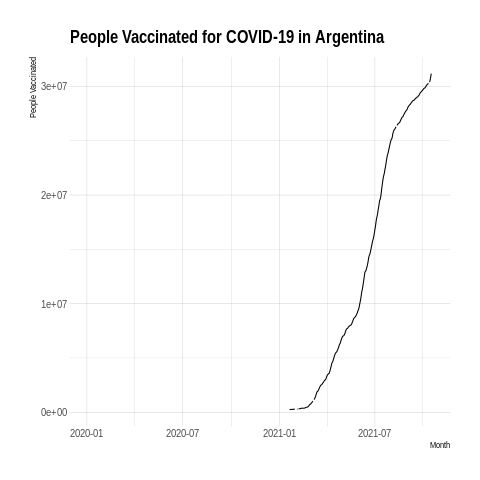 People Vaccinated for COVID-19 in Argentina
People Vaccinated
3e+07
2e+07
1e+07
0e+00
2020-01 2020-07 2021-01 2021-07
Month